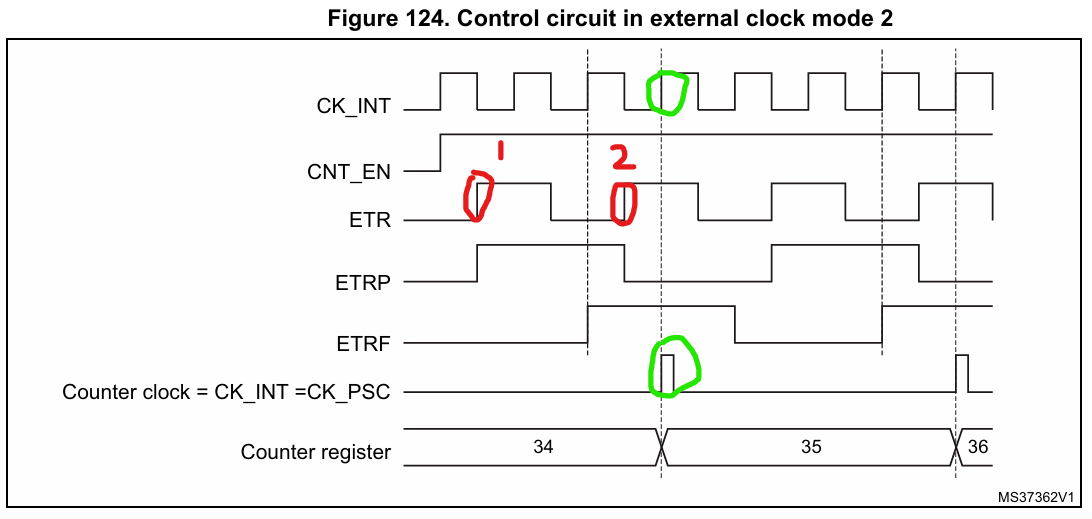 Figure 124. Control circuit in external clock mode 2
CK_INT
CNT_EN
1
2
ETR
ETRP
ETRF
Counter clock = CK_INT =CK_PSC
Counter register
34
35
36
MS37362V1